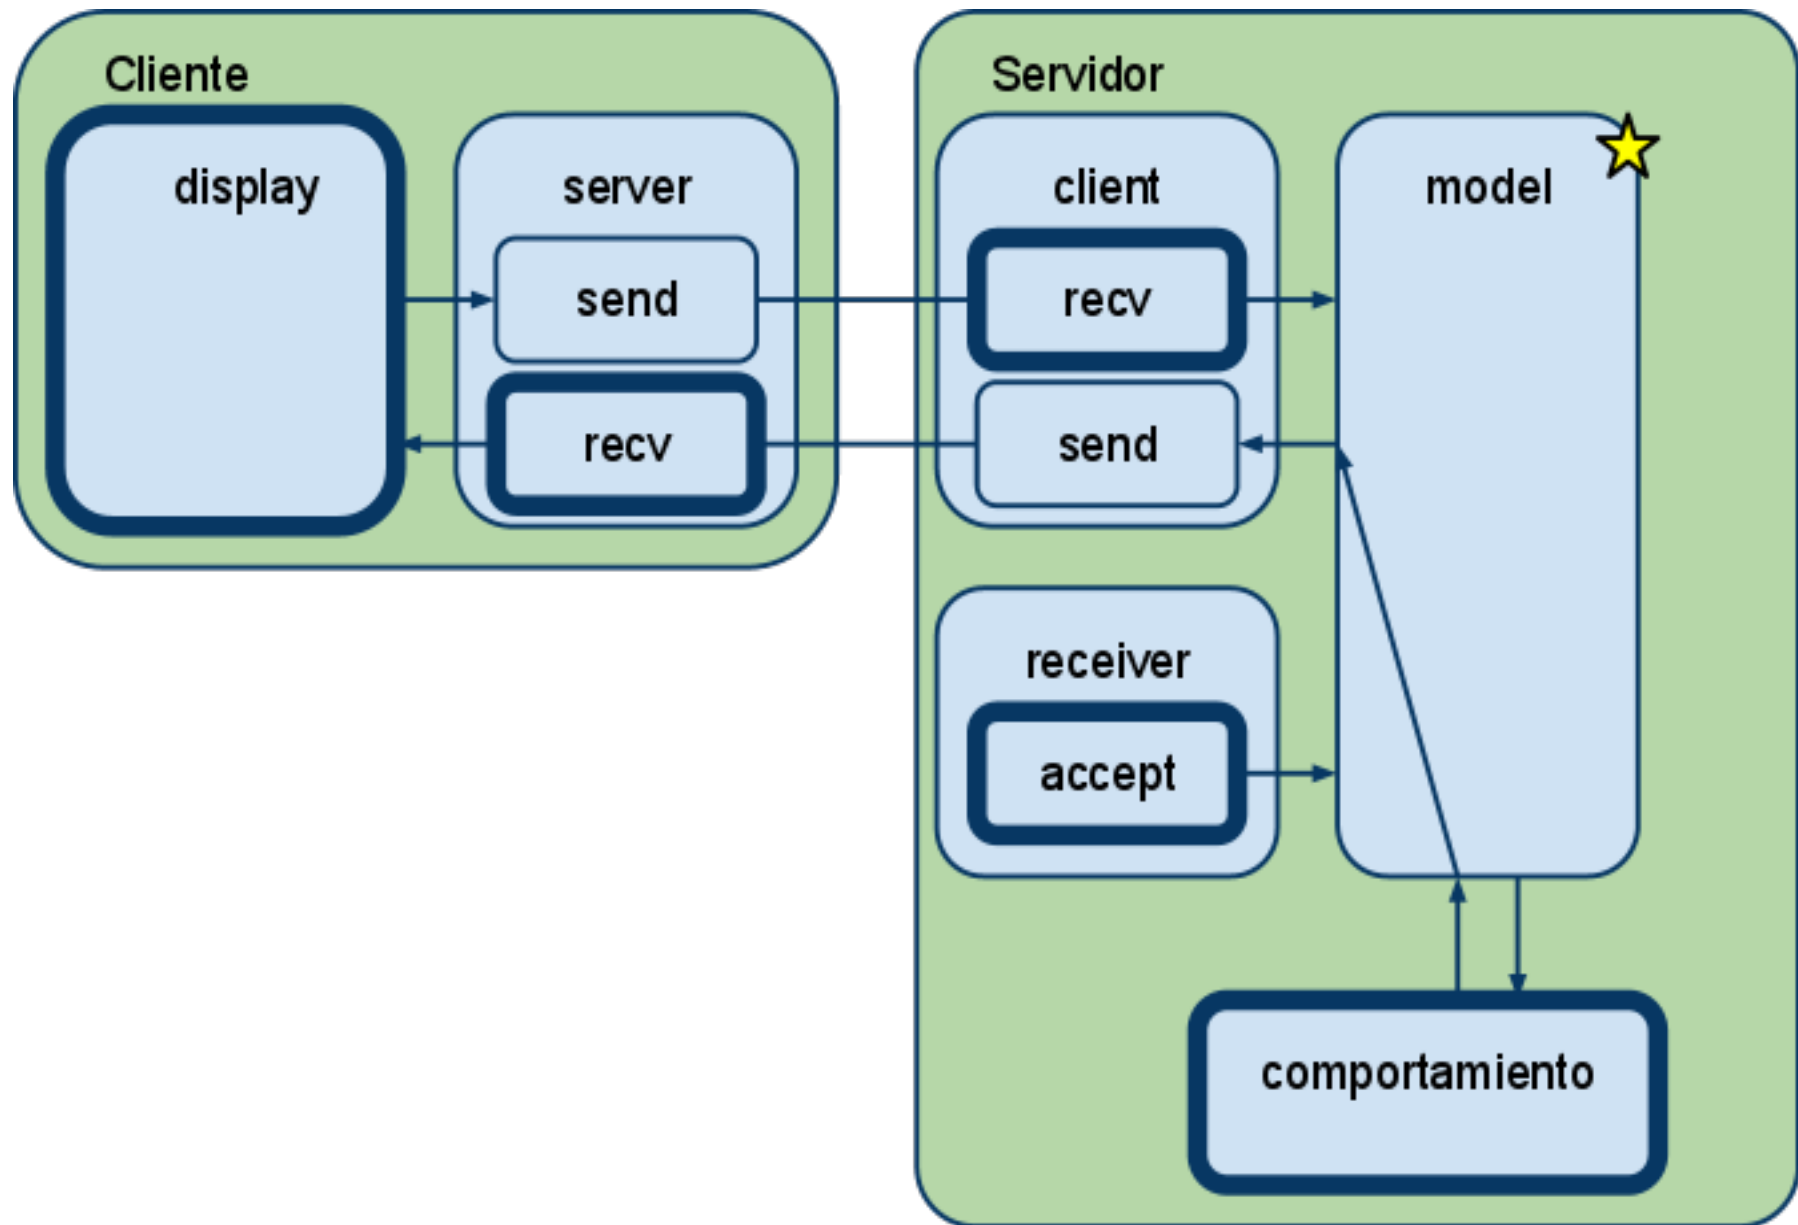 Cliente
display
server
send
recv
Servidor
client
recv
send
model
receiver
accept
comportamiento